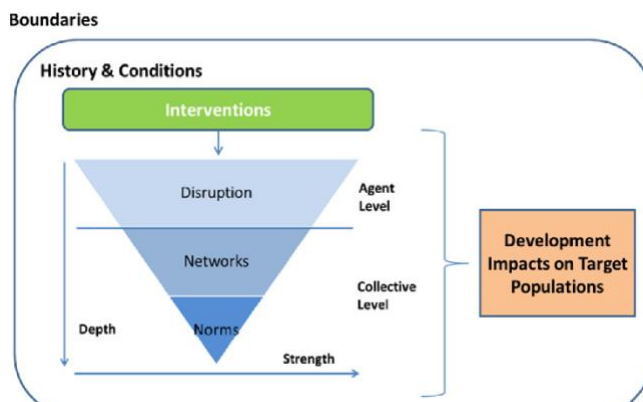 Boundaries
History & Conditions
Interventions
Disruption
Agent
Level
Networks
Development
Impacts on Target
Populations
Collective
Level
Norms
Depth
Strength